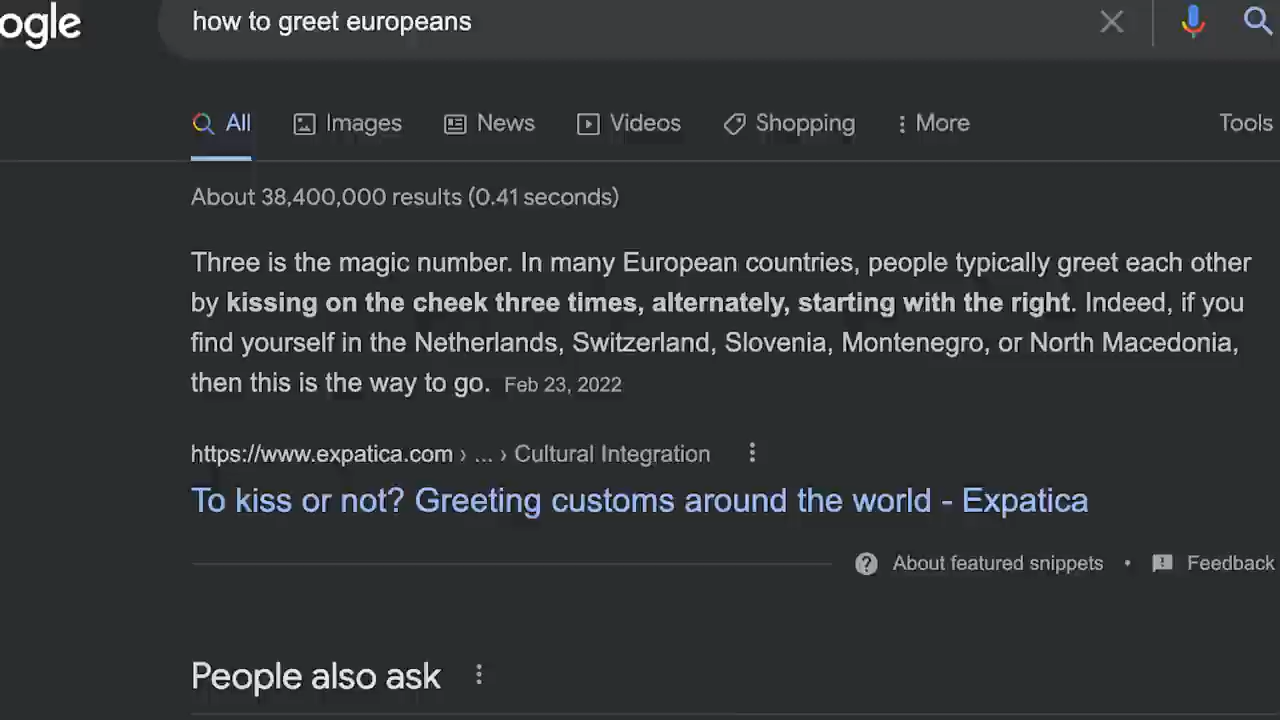 ogle
how to greet europeans
All Images News Videos Shopping More Tools
About 38,400,000 results (0.41 seconds)
Three is the magic number. In many European countries, people typically greet each other
by kissing on the cheek three times, alternately, starting with the right. Indeed, if you
find yourself in the Netherlands, Switzerland, Slovenia, Montenegro, or North Macedonia,
then this is the way to go. Feb 23, 2022
https://www.expatica.com › ... › Cultural Integration
To kiss or not? Greeting customs around the world - Expatica
About featured snippets • Feedback
People also ask